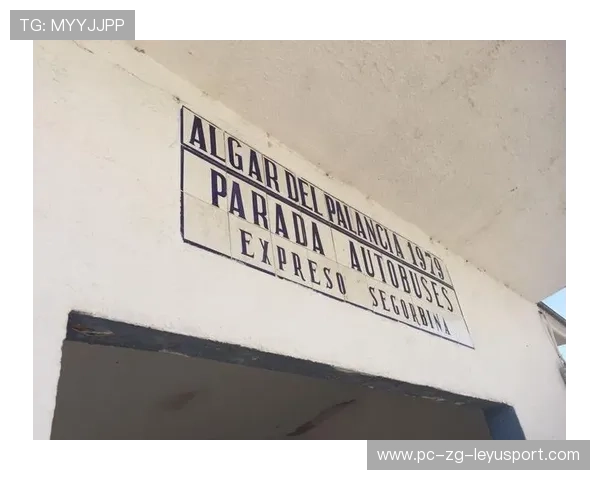 TG: MYYJJPP
ALGAR DEL PALANCIA 1979
PARADA AUTOBUSES
EXPRESO SEGORBINA
www.pc-zg-leyusport.com